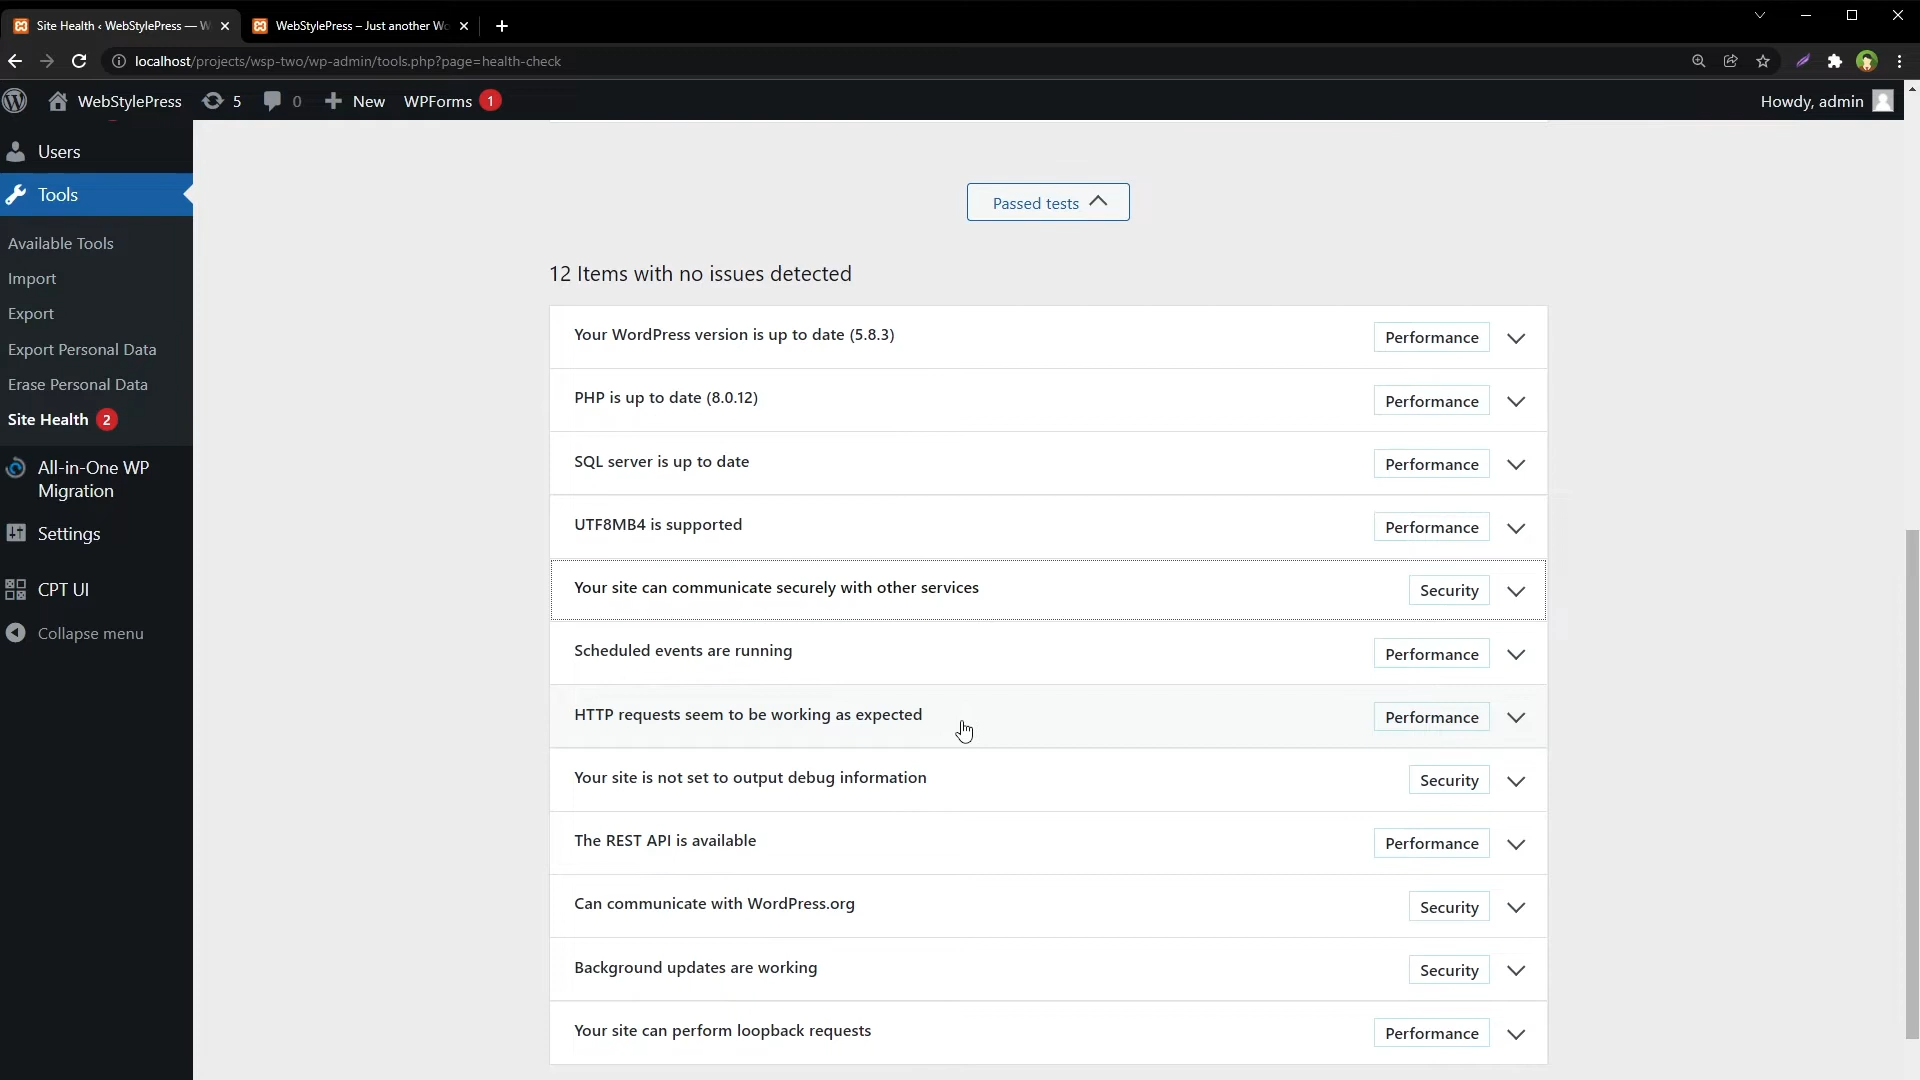 Site Health ‹ WebStylePress — W
WebStylePress – Just another Wo
localhost/projects/wsp-two/wp-admin/tools.php?page=health-check
WebStylePress 5 0 New WPForms 1
Howdy, admin
Users
Tools
Available Tools
Import
Export
Export Personal Data
Erase Personal Data
Site Health 2
All-in-One WP
Migration
Settings
CPT UI
Collapse menu
Passed tests
12 Items with no issues detected
Your WordPress version is up to date (5.8.3) Performance
PHP is up to date (8.0.12) Performance
SQL server is up to date Performance
UTF8MB4 is supported Performance
Your site can communicate securely with other services Security
Scheduled events are running Performance
HTTP requests seem to be working as expected Performance
Your site is not set to output debug information Security
The REST API is available Performance
Can communicate with WordPress.org Security
Background updates are working Security
Your site can perform loopback requests Performance